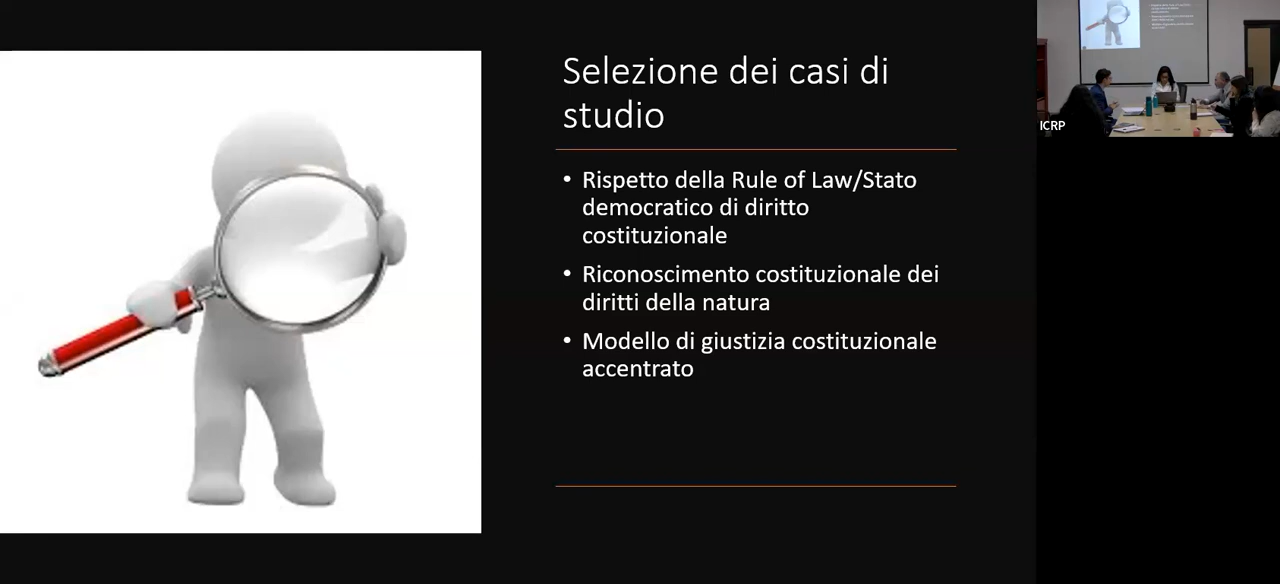 Selezione dei casi di
studio
• Rispetto della Rule of Law/Stato
democratico di diritto
costituzionale
• Riconoscimento costituzionale dei
diritti della natura
• Modello di giustizia costituzionale
accentrato
ICRP